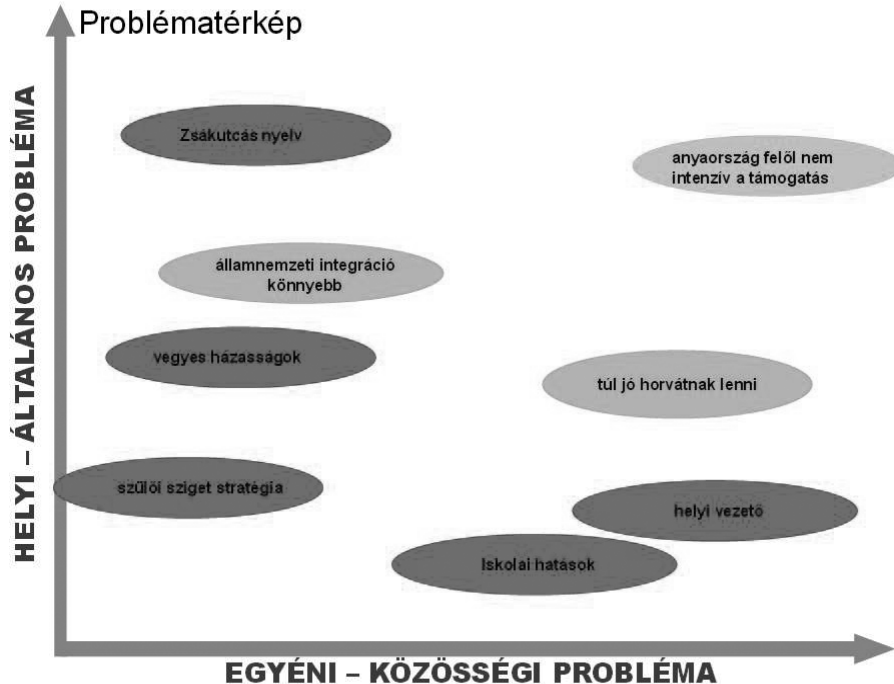 Problématérkép
Zsákutcás nyelv
anyaország felől nem
intenzív a támogatás
államnemzeti integráció
könnyebb
vegyes házasságok
túl jó horvátnak lenni
szülői sziget stratégia
helyi vezető
Iskolai hatások
HELYI – ÁLTALÁNOS PROBLÉMA
EGYÉNI – KÖZÖSSÉGI PROBLÉMA